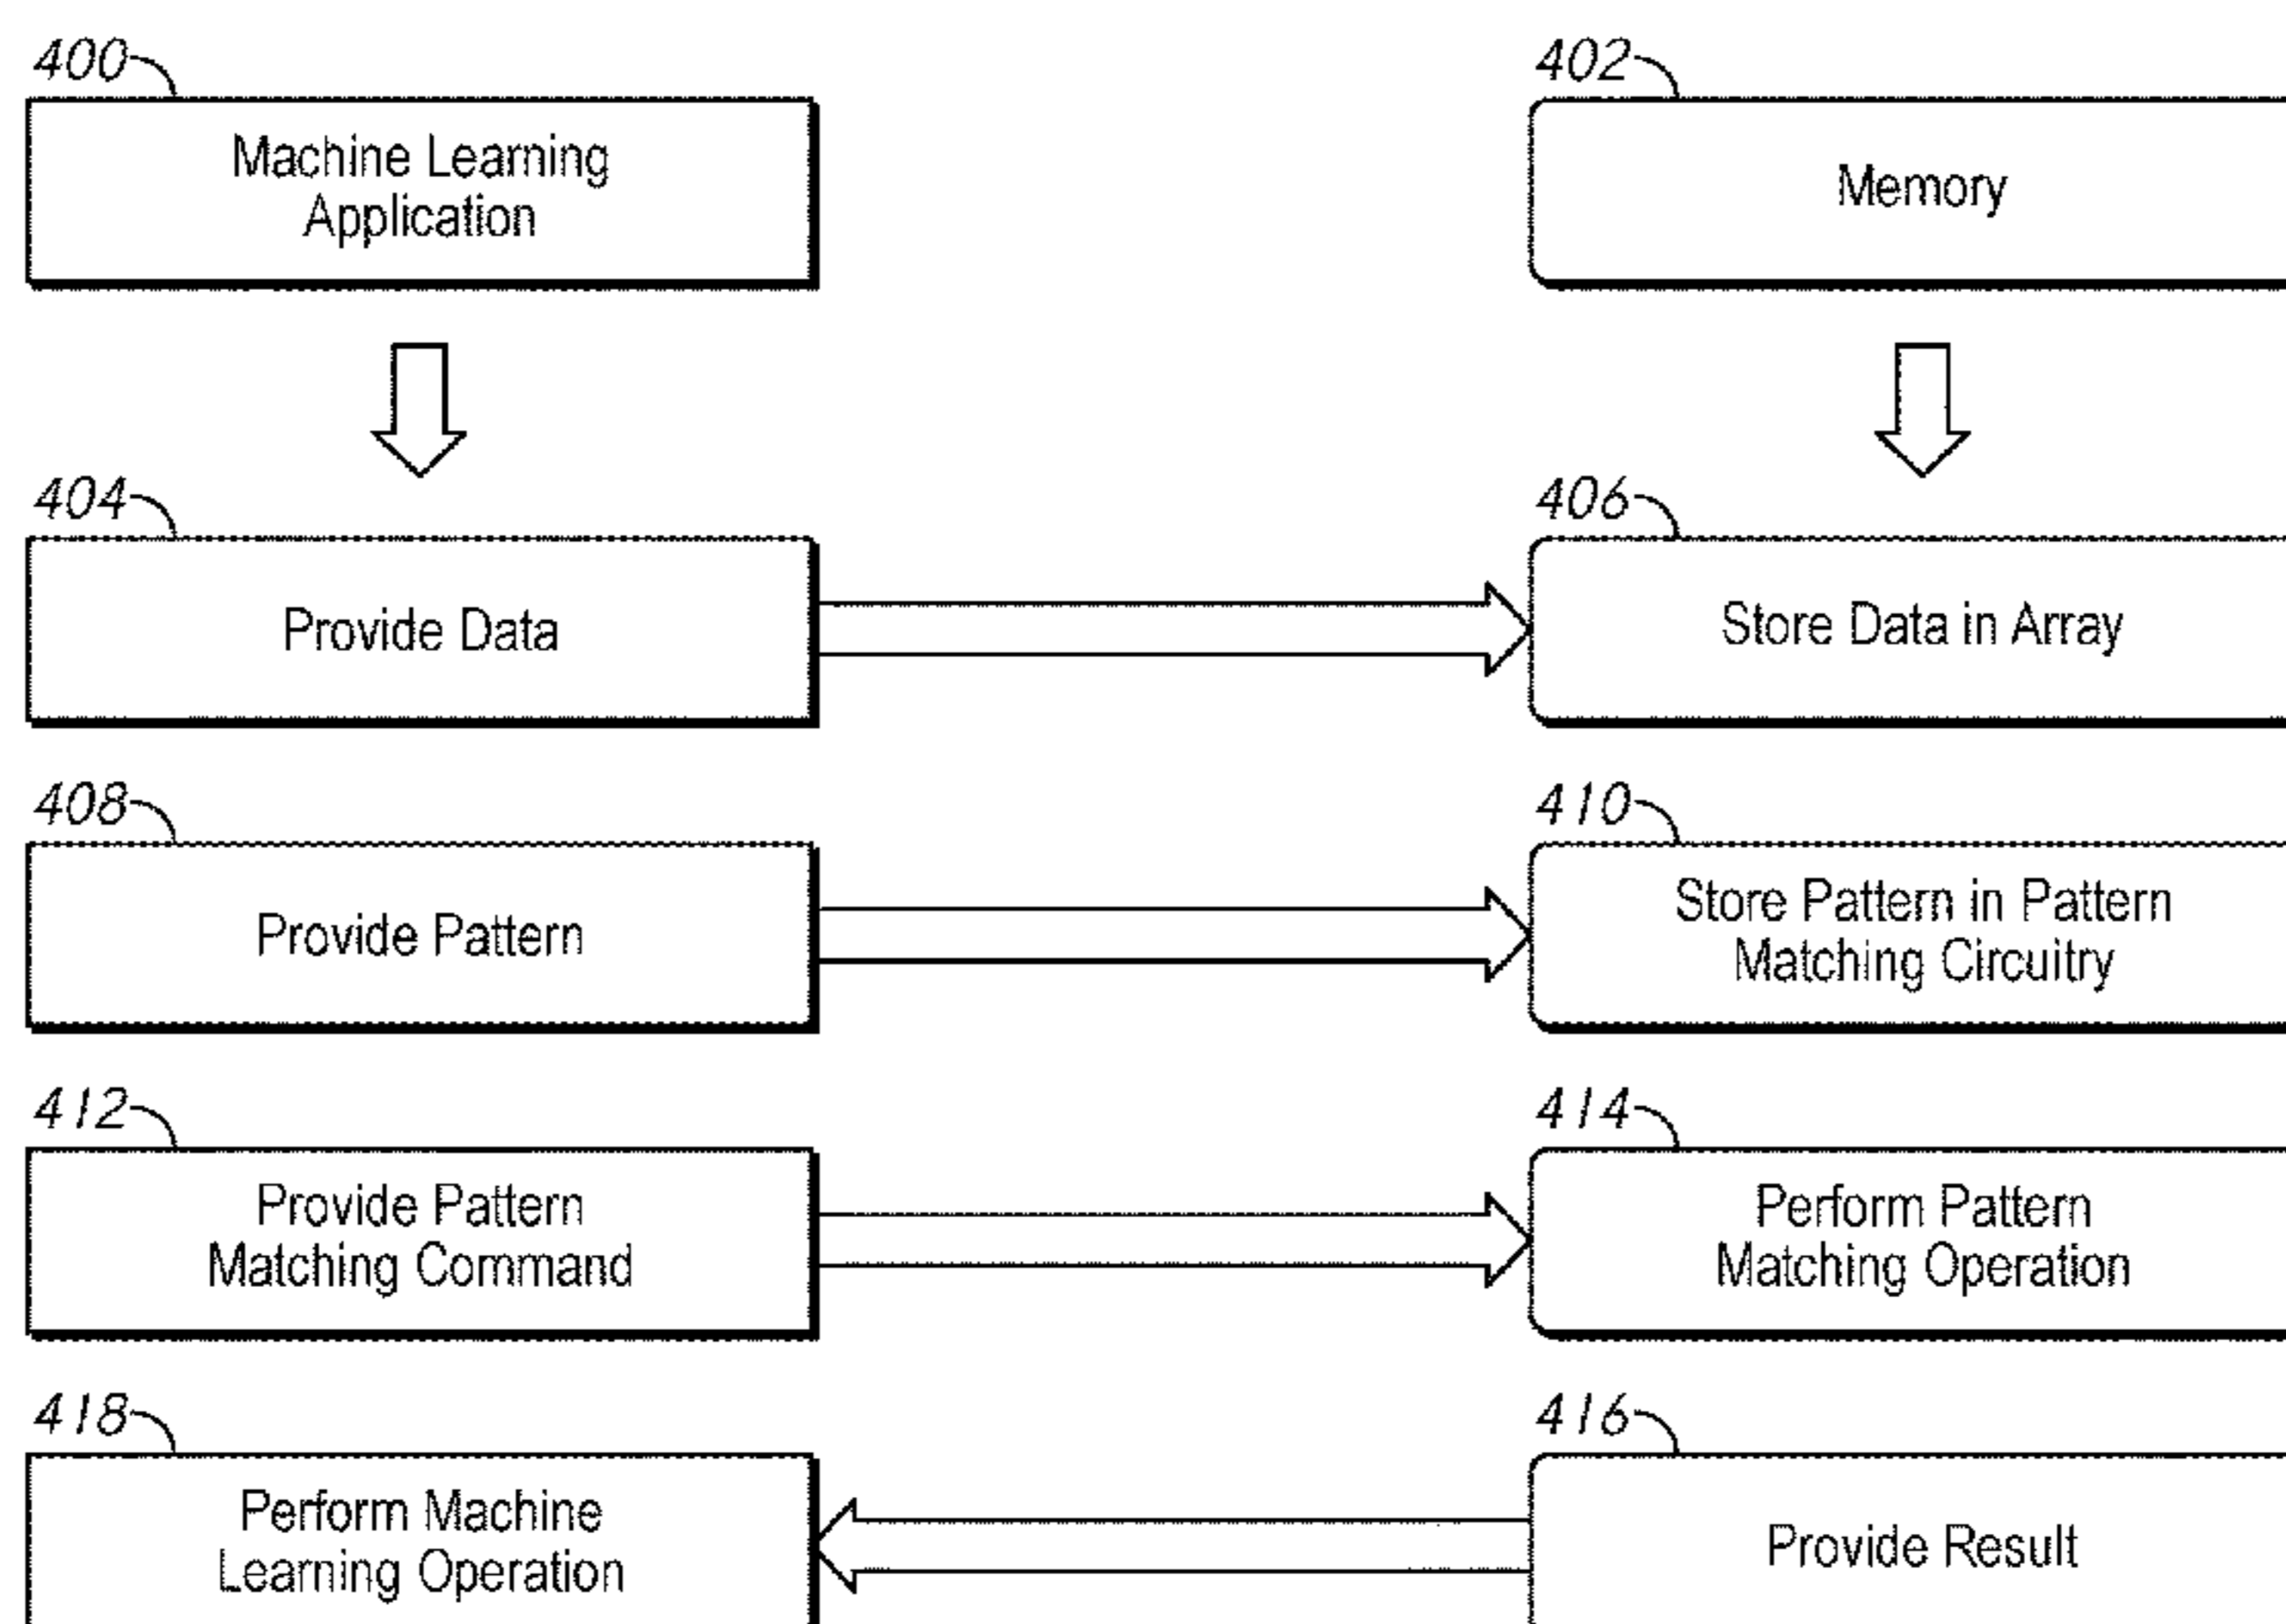 400
402
Machine Learning
Application
Memory
404
406
Provide Data
Store Data in Array
408
410
Provide Pattern
Store Pattern in Pattern
Matching Circuitry
412
414
Provide Pattern
Matching Command
Perform Pattern
Matching Operation
418
416
Perform Machine
Learning Operation
Provide Result